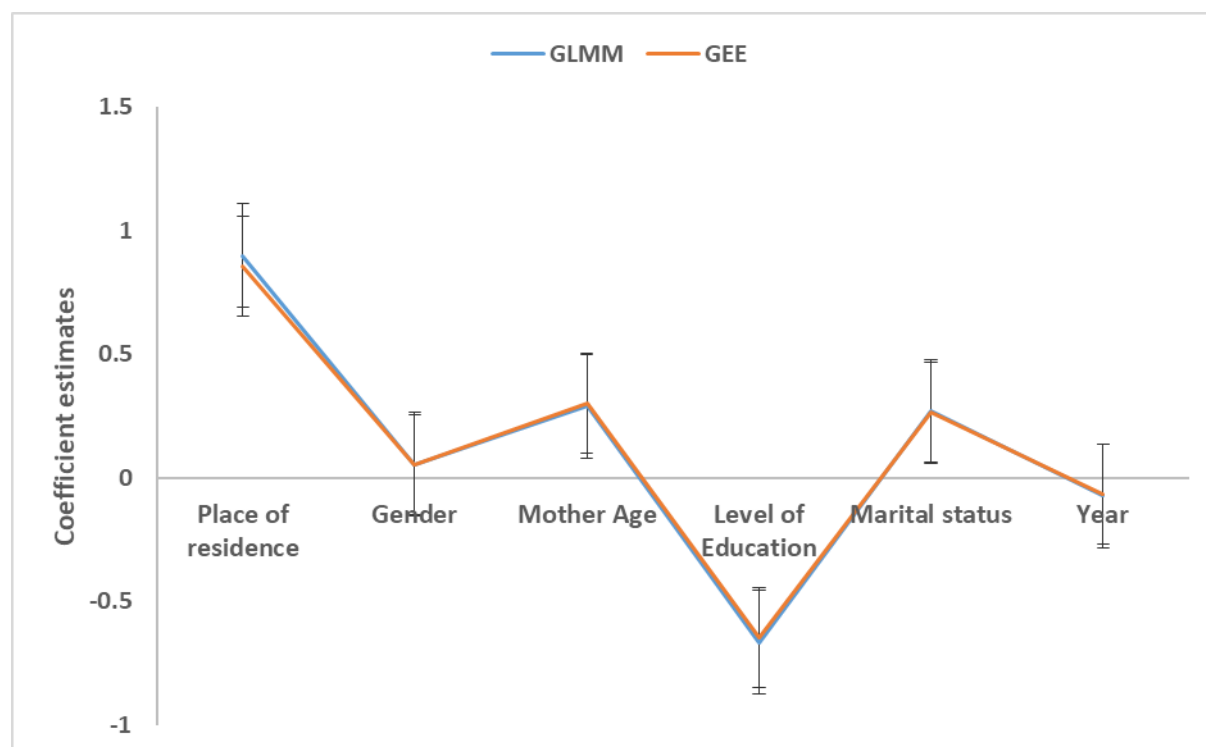 GLMM GEE
1.5
1
0.5
0
-0.5
-1
Coefficient estimates
Place of
residence
Gender
Mother Age
Level of
Education
Marital status
Year